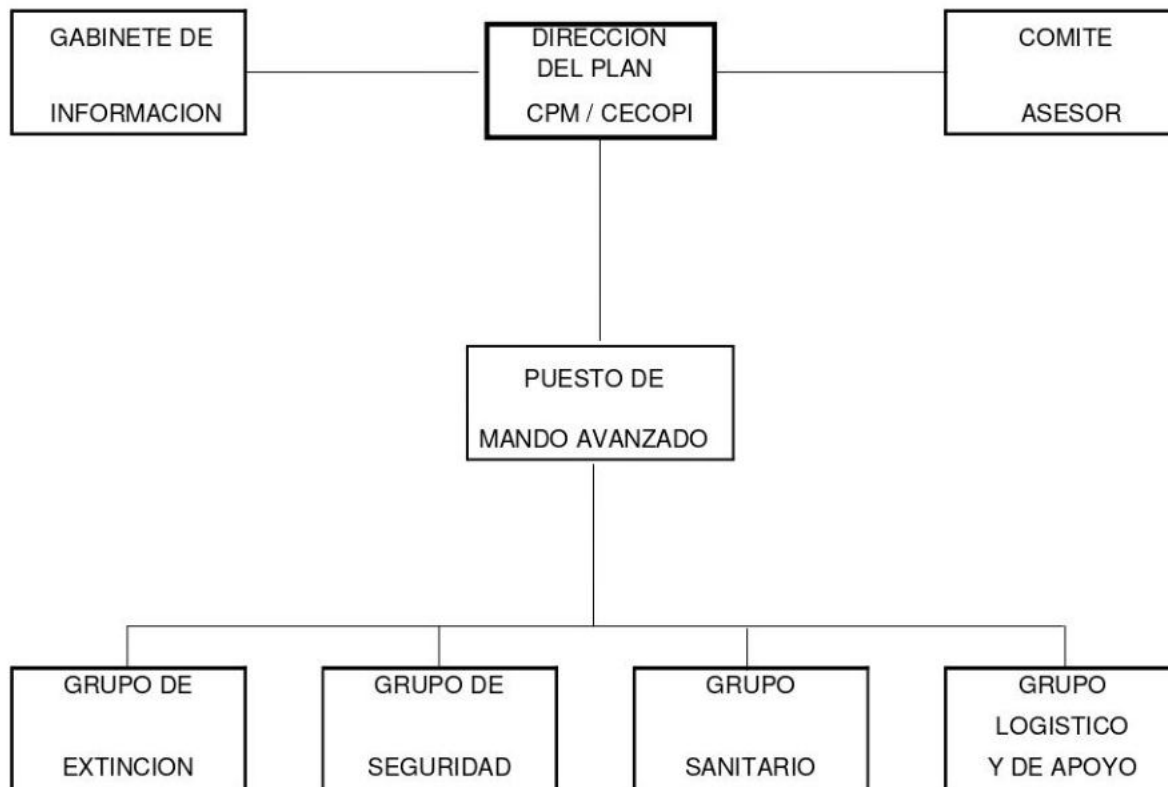 GABINETE DE
INFORMACION
DIRECCION
DEL PLAN
CPM / CECOPI
COMITE
ASESOR
PUESTO DE
MANDO AVANZADO
GRUPO DE
EXTINCION
GRUPO DE
SEGURIDAD
GRUPO
SANITARIO
GRUPO
LOGISTICO
Y DE APOYO